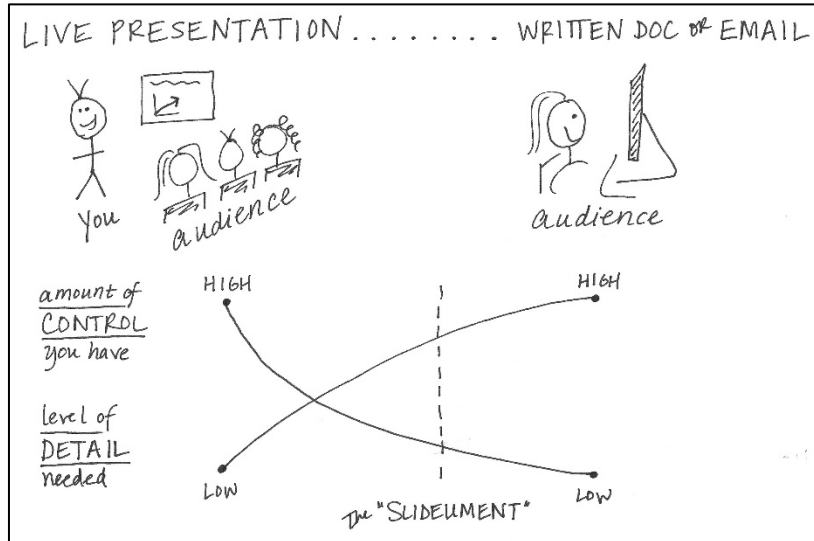 LIVE PRESENTATION ........ WRITTEN DOC or EMAIL
you
audience
audience
HIGH
HIGH
amount of
CONTROL
you have
level of
DETAIL
needed
LOW
LOW
The "SLIDEUMENT"